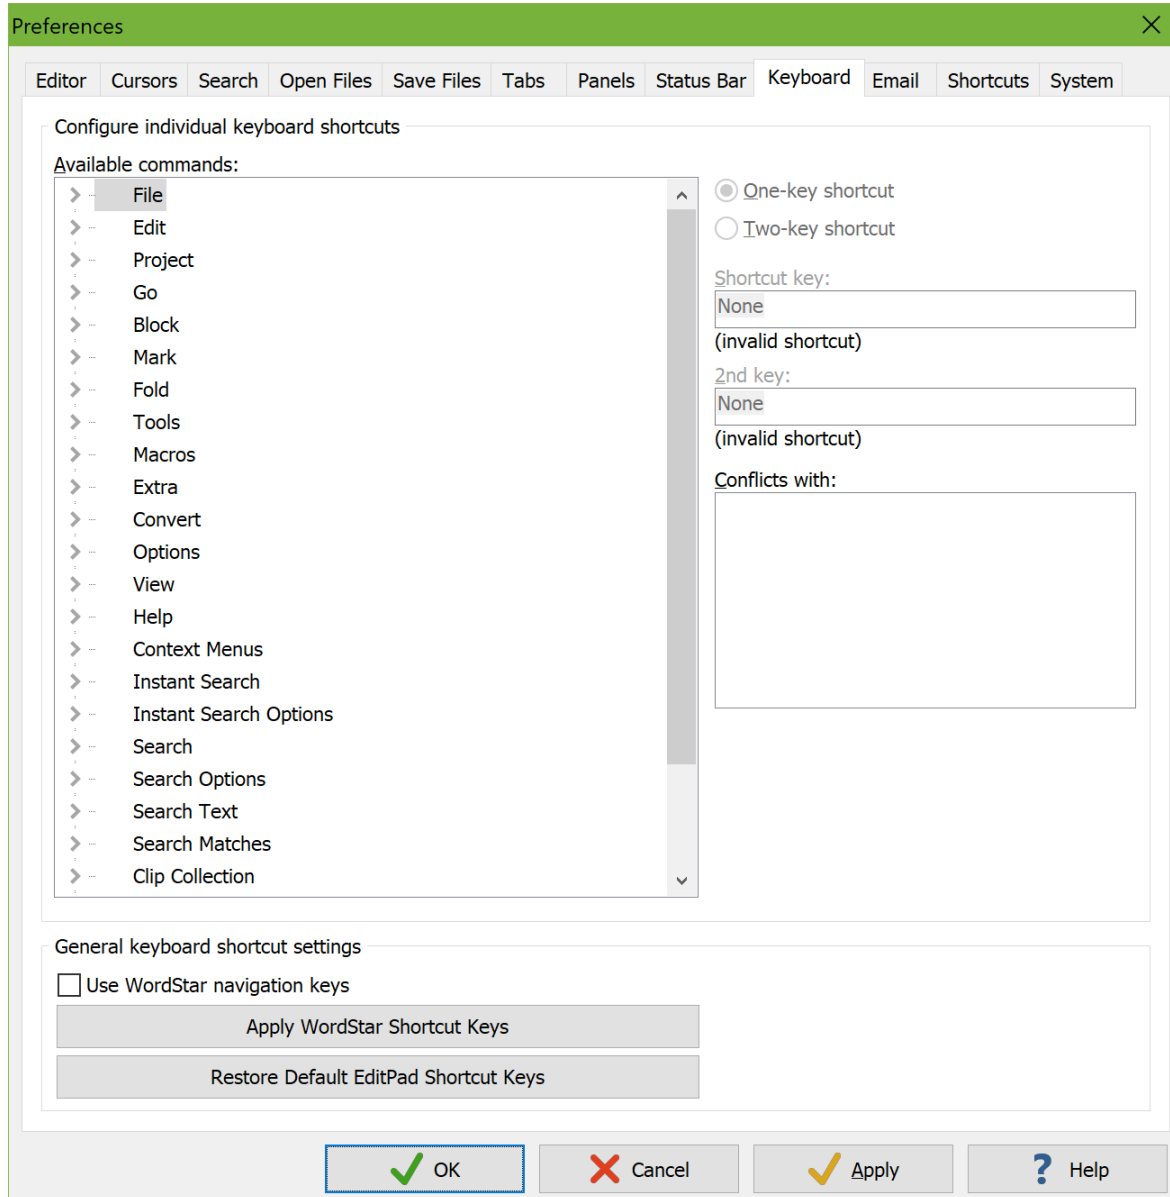 Preferences
Editor Cursors Search Open Files Save Files Tabs Panels Status Bar Keyboard Email Shortcuts System
Configure individual keyboard shortcuts
Available commands:
File
Edit
Project
Go
Block
Mark
Fold
Tools
Macros
Extra
Convert
Options
View
Help
Context Menus
Instant Search
Instant Search Options
Search
Search Options
Search Text
Search Matches
Clip Collection
One-key shortcut
Two-key shortcut
Shortcut key:
None
(invalid shortcut)
2nd key:
None
(invalid shortcut)
Conflicts with:
General keyboard shortcut settings
Use WordStar navigation keys
Apply WordStar Shortcut Keys
Restore Default EditPad Shortcut Keys
OK Cancel Apply Help